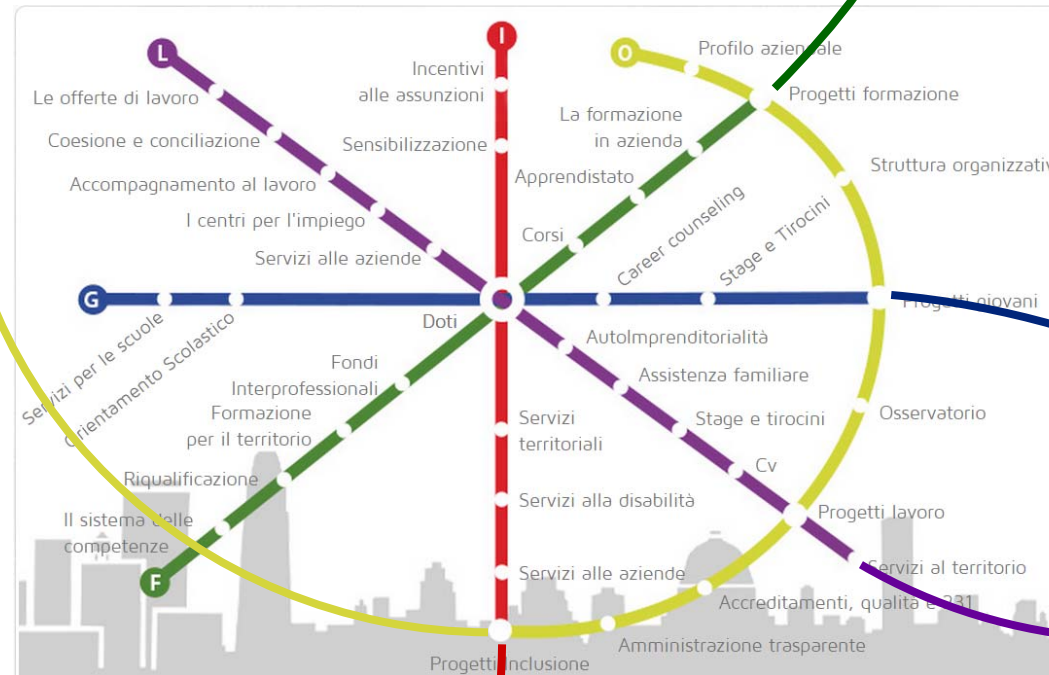 L
I
O
Profilo aziendale
Incentivi
alle assunzioni
Le offerte di lavoro
Progetti formazione
La formazione
in azienda
Coesione e conciliazione
Sensibilizzazione
Struttura organizzativ
Accompagnamento al lavoro
Apprendistato
I centri per l'impiego
Corsi
Career counseling
Stage e Tirocini
Servizi alle aziende
G
Progetti giovani
Doti
Servizi per le scuole
Orientamento Scolastico
AutoImprenditorialità
Fondi
Interprofessionali
Assistenza familiare
Formazione
per il territorio
Servizi
territoriali
Stage e tirocini
Osservatorio
Riqualificazione
Cv
Servizi alla disabilità
Progetti lavoro
Il sistema delle
competenze
F
Servizi alle aziende
Servizi al territorio
Accreditamenti, qualità e 231
Amministrazione trasparente
Progetti Inclusione